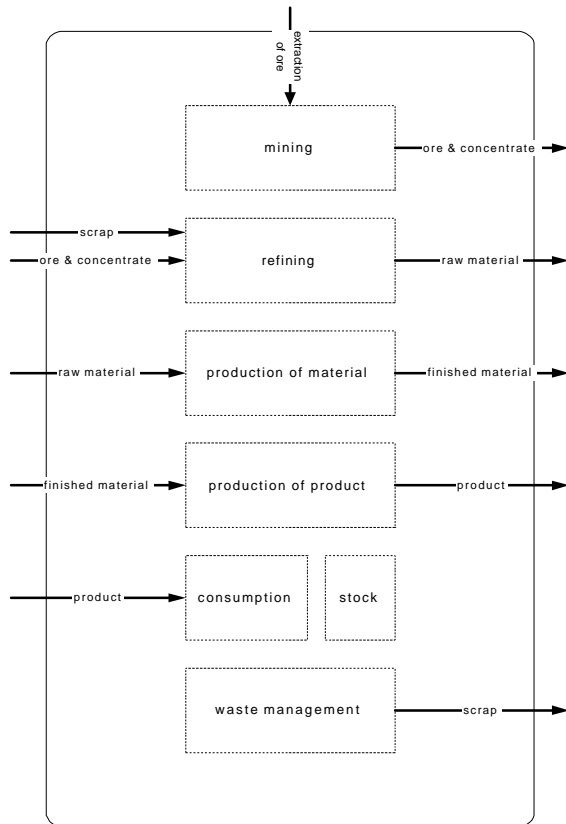 extraction
of ore
mining
ore & concentrate
scrap
ore & concentrate
refining
raw material
raw material
production of material
finished material
finished material
production of product
product
product
consumption
stock
waste management
scrap